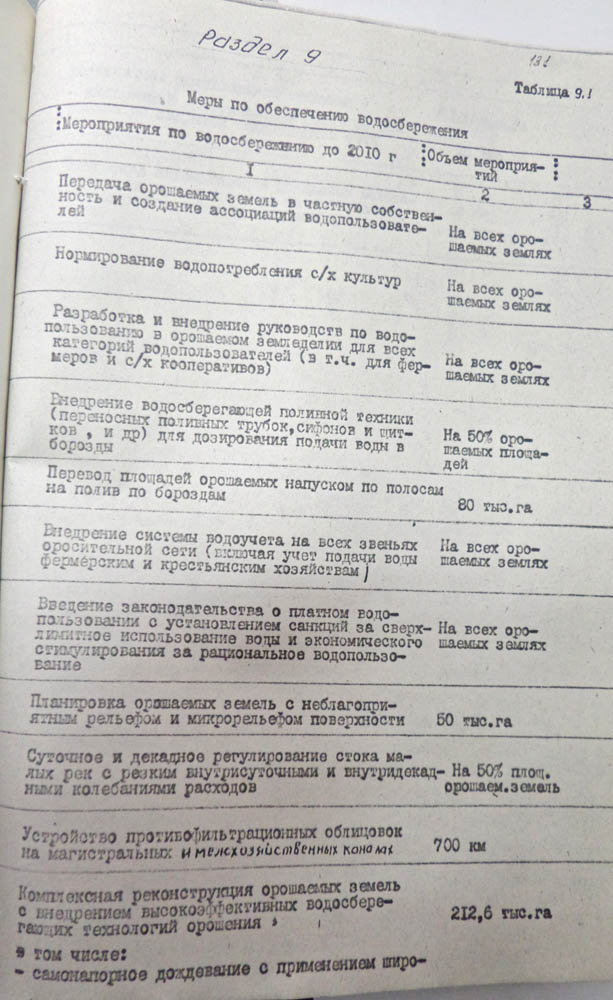 раздел 9
131
Таблица 9.1
Меры по обеспечению водосбережения
Мероприятия по водосбережению до 2010 г : Объем мероприя-
тий
1 2 3
Передача орошаемых земель в частную собствен-
ность и создание ассоциаций водопользовате-
лей
На всех оро-
шаемых землях
Нормирование водопотребления с/х культур
На всех оро-
шаемых землях
Разработка и внедрение руководств по водо-
пользованию в орошаемом земледелии для всех
категорий водопользователей (в т.ч. для фер-
меров и с/х кооперативов)
На всех оро-
шаемых землях
Внедрение водосберегающей поливной техники
(переносных поливных трубок,сифонов и щит-
ков , и др) для дозирования подачи воды в
борозды
На 50% оро-
шаемых площа-
дей
Перевод площадей орошаемых напуском по полосам
на полив по бороздам
80 тыс.га
Внедрение системы водоучета на всех звеньях
оросительной сети (включая учет подачи воды
фермерским и крестьянским хозяйствам)
На всех оро-
шаемых землях
Введение законодательства о платном водо-
пользовании с установлением санкций за сверх-
лимитное использование воды и экономического
стимулирования за рациональное водопользо-
вание
На всех оро-
шаемых землях
Планировка орошаемых земель с неблагопри-
ятным рельефом и микрорельефом поверхности
50 тыс.га
Суточное и декадное регулирование стока ма-
лых рек с резким внутрисуточными и внутридекад-
ными колебаниями расходов
На 50% площ.
орошаем.земель
Устройство противофильтрационных облицовок
на магистральных и межхозяйственных каналах
700 км
Комплексная реконструкция орошаемых земель
с внедрением высокоэффективных водосбере-
гающих технологий орошения ,
212,6 тыс.га
в том числе:
- самонапорное дождевание с применением широ-